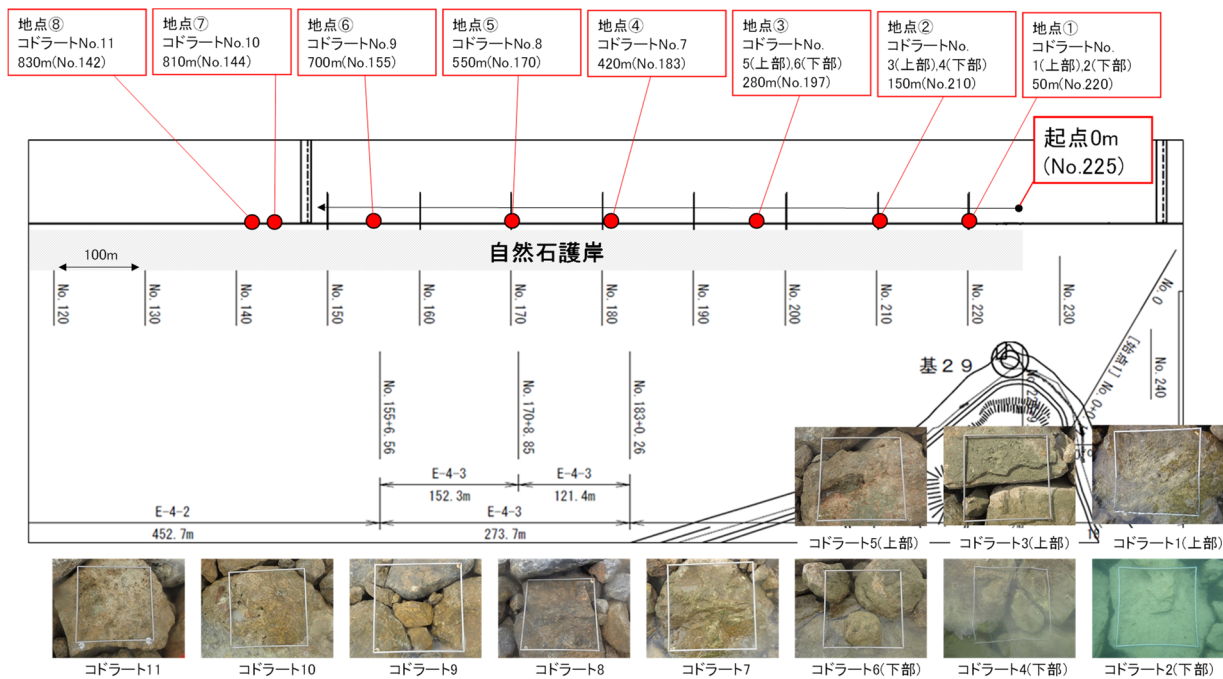 地点⑧
コドラートNo.11
830m(No.142)
地点⑦
コドラートNo.10
810m(No.144)
地点⑥
コドラートNo.9
700m(No.155)
地点⑤
コドラートNo.8
550m(No.170)
地点④
コドラートNo.7
420m(No.183)
地点③
コドラートNo.
5(上部),6(下部)
280m(No.197)
地点②
コドラートNo.
3(上部),4(下部)
150m(No.210)
地点①
コドラートNo.
1(上部),2(下部)
50m(No.220)
起点0m
(No.225)
自然石護岸
100m
No. 120
No. 130
No. 140
No. 150
No. 160
No. 170
No. 180
No. 190
No. 200
No. 210
No. 220
No. 230
No. 240
No. 0
[始点1] No. 0+0.
基29
No. 155+6. 56
No. 170+8. 85
No. 183+0. 26
E-4-3
152. 3m
E-4-3
121. 4m
E-4-2
452. 7m
E-4-3
273. 7m
コドラート5(上部)
コドラート3(上部)
コドラート1(上部)
コドラート11
コドラート10
コドラート9
コドラート8
コドラート7
コドラート6(下部)
コドラート4(下部)
コドラート2(下部)